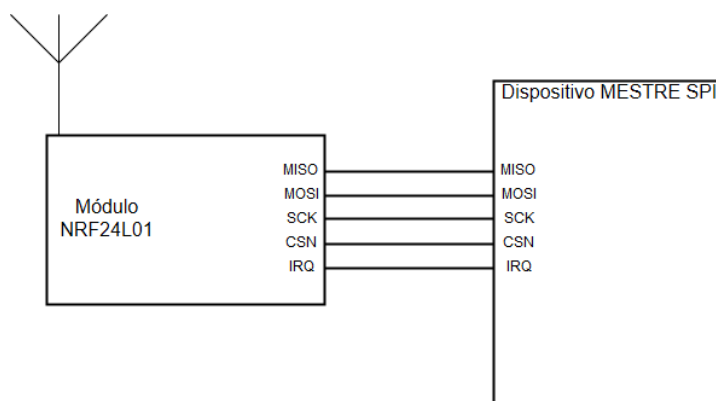 Dispositivo MESTRE SPI
Módulo
NRF24L01
MISO
MOSI
SCK
CSN
IRQ
MISO
MOSI
SCK
CSN
IRQ